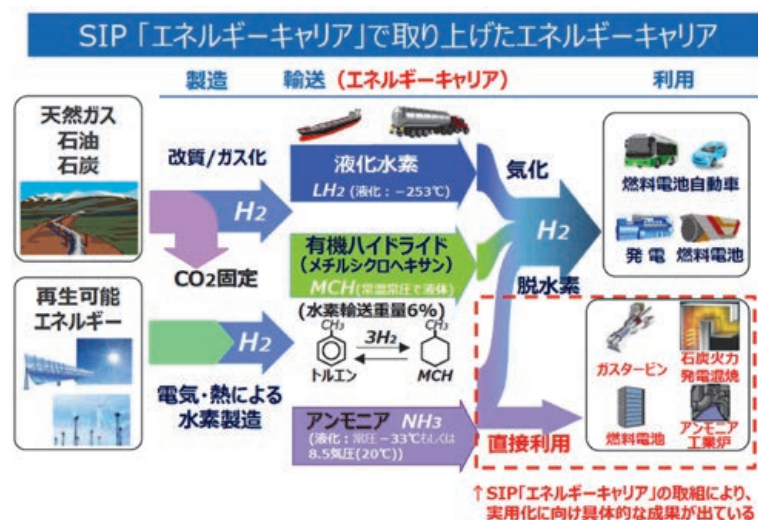 SIP「エネルギーキャリア」で取り上げたエネルギーキャリア
製造
輸送（エネルギーキャリア）
利用
天然ガス
石油
石炭
改質/ガス化
H2
CO2固定
再生可能
エネルギー
H2
電気・熱による
水素製造
液化水素
LH2 (液化：－253℃)
有機ハイドライド
（メチルシクロヘキサン）
MCH(常温常圧で液体)
(水素輸送重量6%)
CH3
CH3
3H2
トルエン
MCH
アンモニア NH3
(液化：常圧－33℃もしくは
8.5気圧(20℃))
気化
H2
脱水素
直接利用
燃料電池自動車
発電
燃料電池
ガスタービン
石炭火力
発電混焼
燃料電池
アンモニア
工業炉
↑SIP「エネルギーキャリア」の取組により、
実用化に向け具体的な成果が出ている